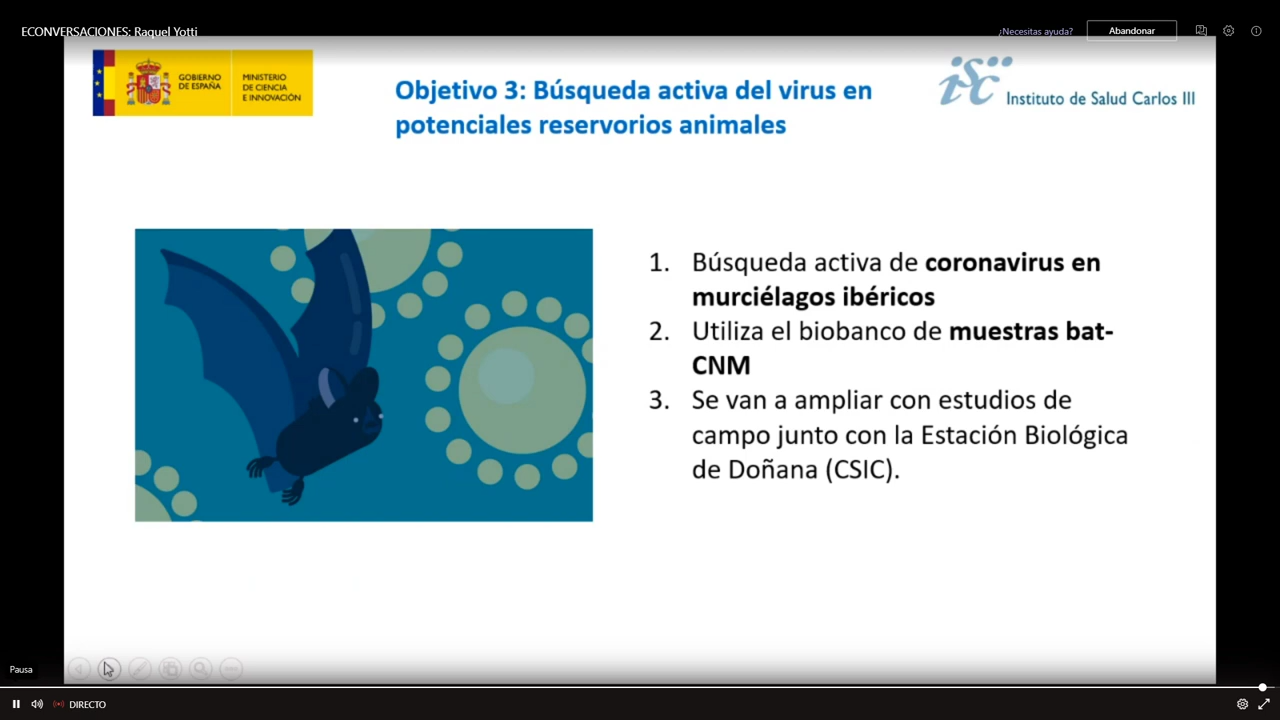 ECONVERSACIONES: Raquel Yotti
¿Necesitas ayuda?
Abandonar
GOBIERNO
DE ESPAÑA
MINISTERIO
DE CIENCIA
E INNOVACIÓN
Objetivo 3: Búsqueda activa del virus en
potenciales reservorios animales
isc
Instituto de Salud Carlos III
1. Búsqueda activa de coronavirus en
murciélagos ibéricos
2. Utiliza el biobanco de muestras bat-
CNM
3. Se van a ampliar con estudios de
campo junto con la Estación Biológica
de Doñana (CSIC).
Pausa
DIRECTO